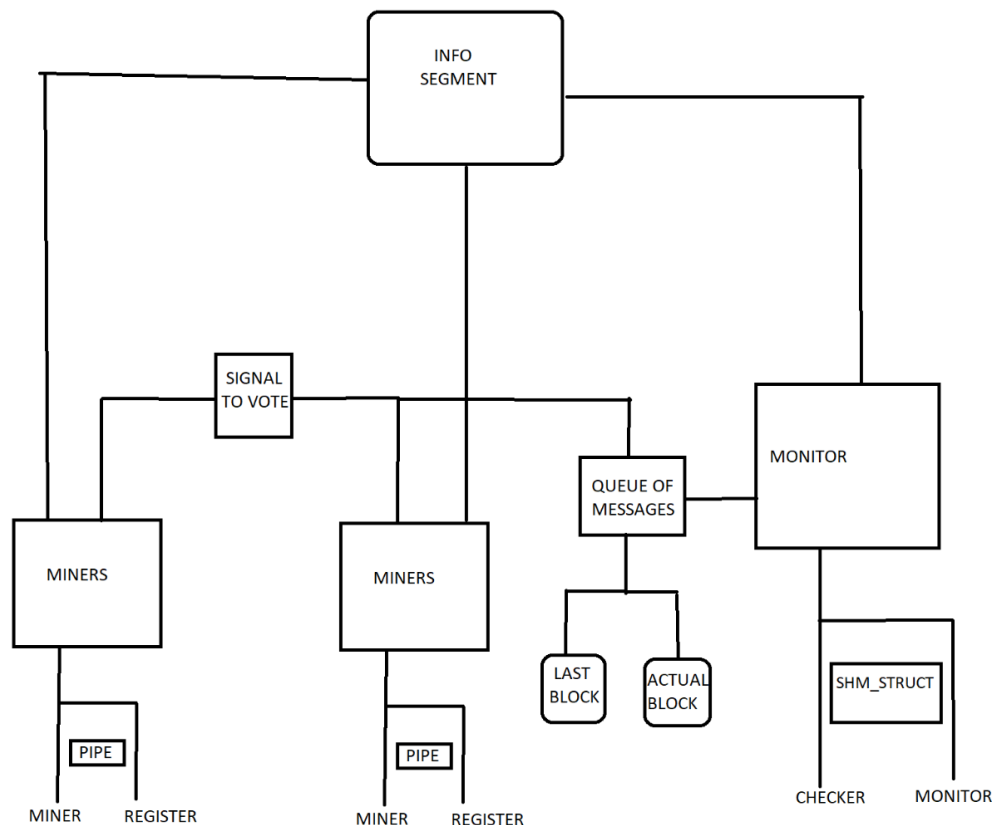 INFO
SEGMENT
SIGNAL
TO VOTE
MONITOR
QUEUE OF
MESSAGES
MINERS
MINERS
LAST
BLOCK
ACTUAL
BLOCK
SHM_STRUCT
PIPE
PIPE
MINER
REGISTER
MINER
REGISTER
CHECKER
MONITOR